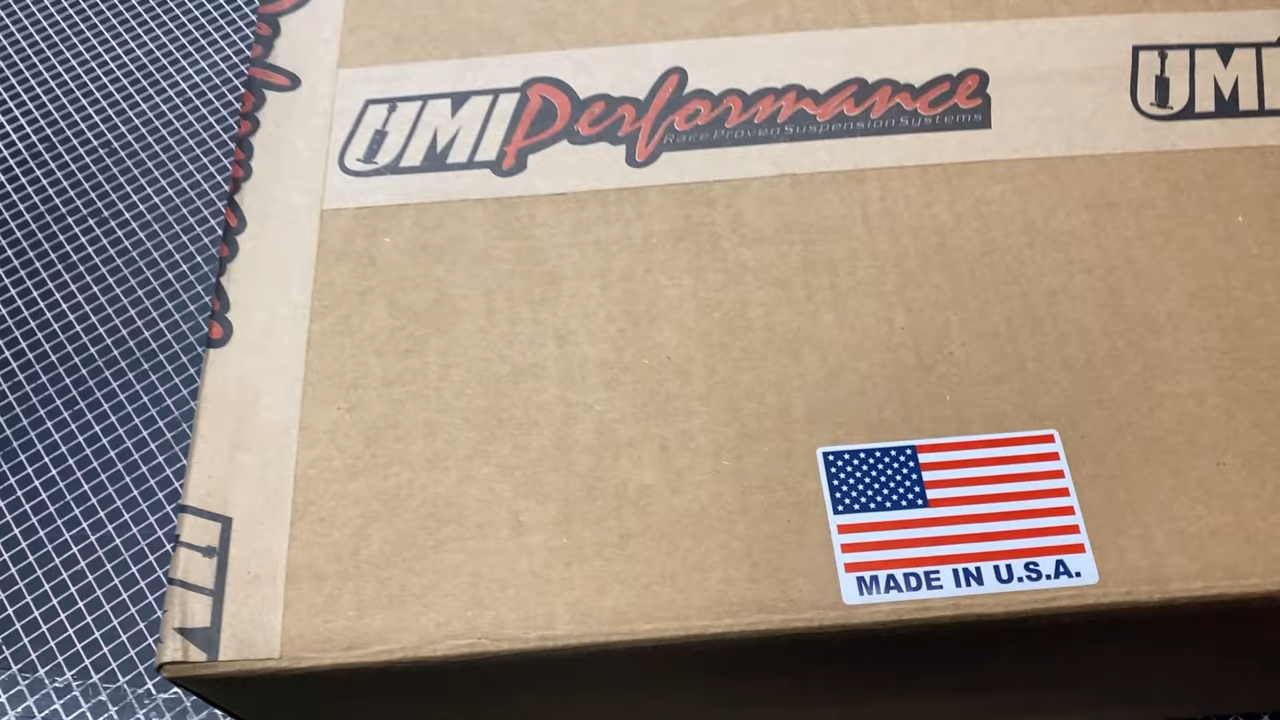 UMI Performance
Race Proven Suspension Systems
UMI
MADE IN U.S.A.